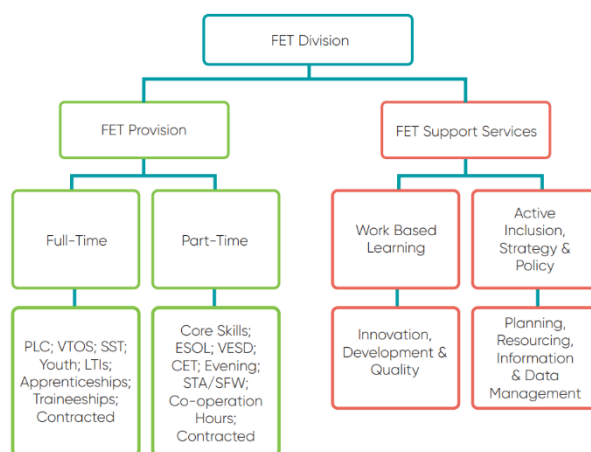 FET Division
FET Provision
FET Support Services
Full-Time
Part-Time
Work Based
Learning
Active
Inclusion,
Strategy &
Policy
PLC; VTOS; SST;
Youth; LTIs;
Apprenticeships;
Traineeships;
Contracted
Core Skills;
ESOL; VESD;
CET; Evening;
STA/SFW;
Co-operation
Hours;
Contracted
Innovation,
Development &
Quality
Planning,
Resourcing,
Information
& Data
Management